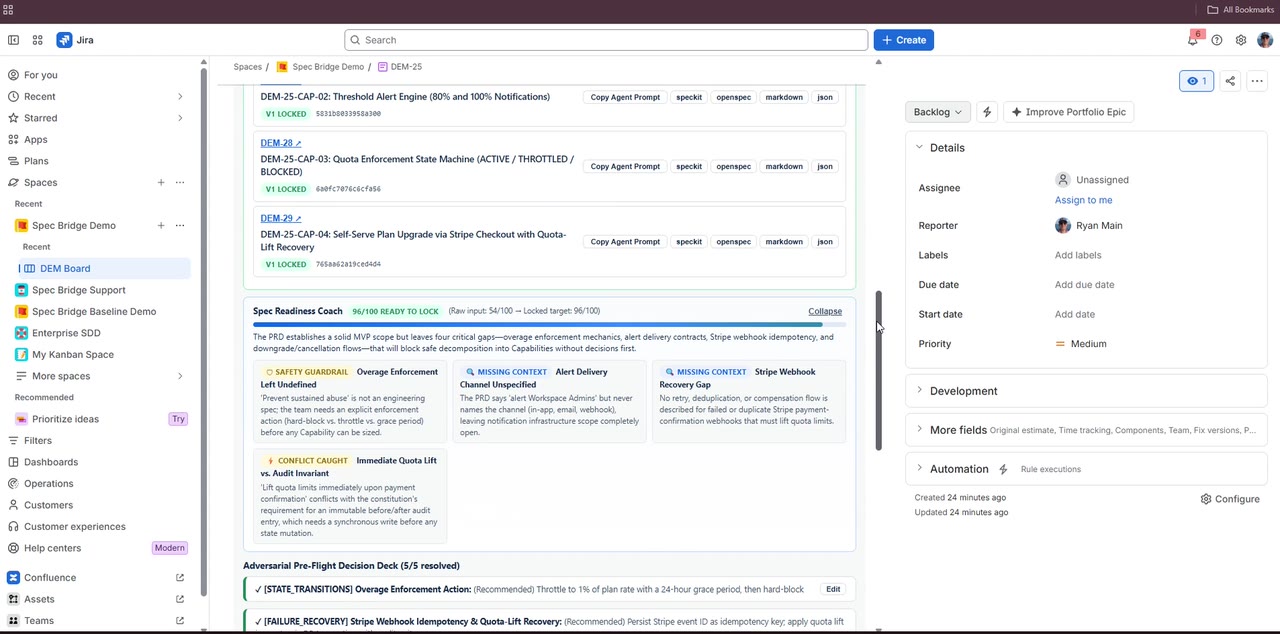 All Bookmarks
Jira
Search
+ Create
6
For you
Recent
Starred
Apps
Plans
Spaces
Recent
Spec Bridge Demo
Recent
DEM Board
Spec Bridge Support
Spec Bridge Baseline Demo
Enterprise SDD
My Kanban Space
More spaces
Recommended
Prioritize ideas Try
Filters
Dashboards
Operations
Customers
Customer experiences
Help centers Modern
Confluence
Assets
Teams
Spaces / Spec Bridge Demo / DEM-25
DEM-25-CAP-02: Threshold Alert Engine (80% and 100% Notifications)
Copy Agent Prompt speckit openspec markdown json
V1 LOCKED 5831b8033958a300
DEM-28 ↗
DEM-25-CAP-03: Quota Enforcement State Machine (ACTIVE / THROTTLED /
BLOCKED)
Copy Agent Prompt speckit openspec markdown json
V1 LOCKED 6a0fc7076c6cfa56
DEM-29 ↗
DEM-25-CAP-04: Self-Serve Plan Upgrade via Stripe Checkout with Quota-
Lift Recovery
Copy Agent Prompt speckit openspec markdown json
V1 LOCKED 765aa62a19ced4d4
Spec Readiness Coach 96/100 READY TO LOCK (Raw input: 54/100 → Locked target: 96/100) Collapse
The PRD establishes a solid MVP scope but leaves four critical gaps—overage enforcement mechanics, alert delivery contracts, Stripe webhook idempotency, and
downgrade/cancellation flows—that will block safe decomposition into Capabilities without decisions first.
SAFETY GUARDRAIL Overage Enforcement
Left Undefined
'Prevent sustained abuse' is not an engineering
spec; the team needs an explicit enforcement
action (hard-block vs. throttle vs. grace period)
before any Capability can be sized.
MISSING CONTEXT Alert Delivery
Channel Unspecified
The PRD says 'alert Workspace Admins' but never
names the channel (in-app, email, webhook),
leaving notification infrastructure scope completely
open.
MISSING CONTEXT Stripe Webhook
Recovery Gap
No retry, deduplication, or compensation flow is
described for failed or duplicate Stripe payment-
confirmation webhooks that must lift quota limits.
CONFLICT CAUGHT Immediate Quota Lift
vs. Audit Invariant
'Lift quota limits immediately upon payment
confirmation' conflicts with the constitution's
requirement for an immutable before/after audit
entry, which needs a synchronous write before any
state mutation.
Adversarial Pre-Flight Decision Deck (5/5 resolved)
✓ [STATE_TRANSITIONS] Overage Enforcement Action: (Recommended) Throttle to 1% of plan rate with a 24-hour grace period, then hard-block Edit
✓ [FAILURE_RECOVERY] Stripe Webhook Idempotency & Quota-Lift Recovery: (Recommended) Persist Stripe event ID as idempotency key; apply quota lift
1
Backlog
Improve Portfolio Epic
Details
Assignee Unassigned
Assign to me
Reporter Ryan Main
Labels Add labels
Due date Add due date
Start date Add date
Priority Medium
Development
More fields Original estimate, Time tracking, Components, Team, Fix versions, P...
Automation Rule executions
Created 24 minutes ago
Updated 24 minutes ago
Configure